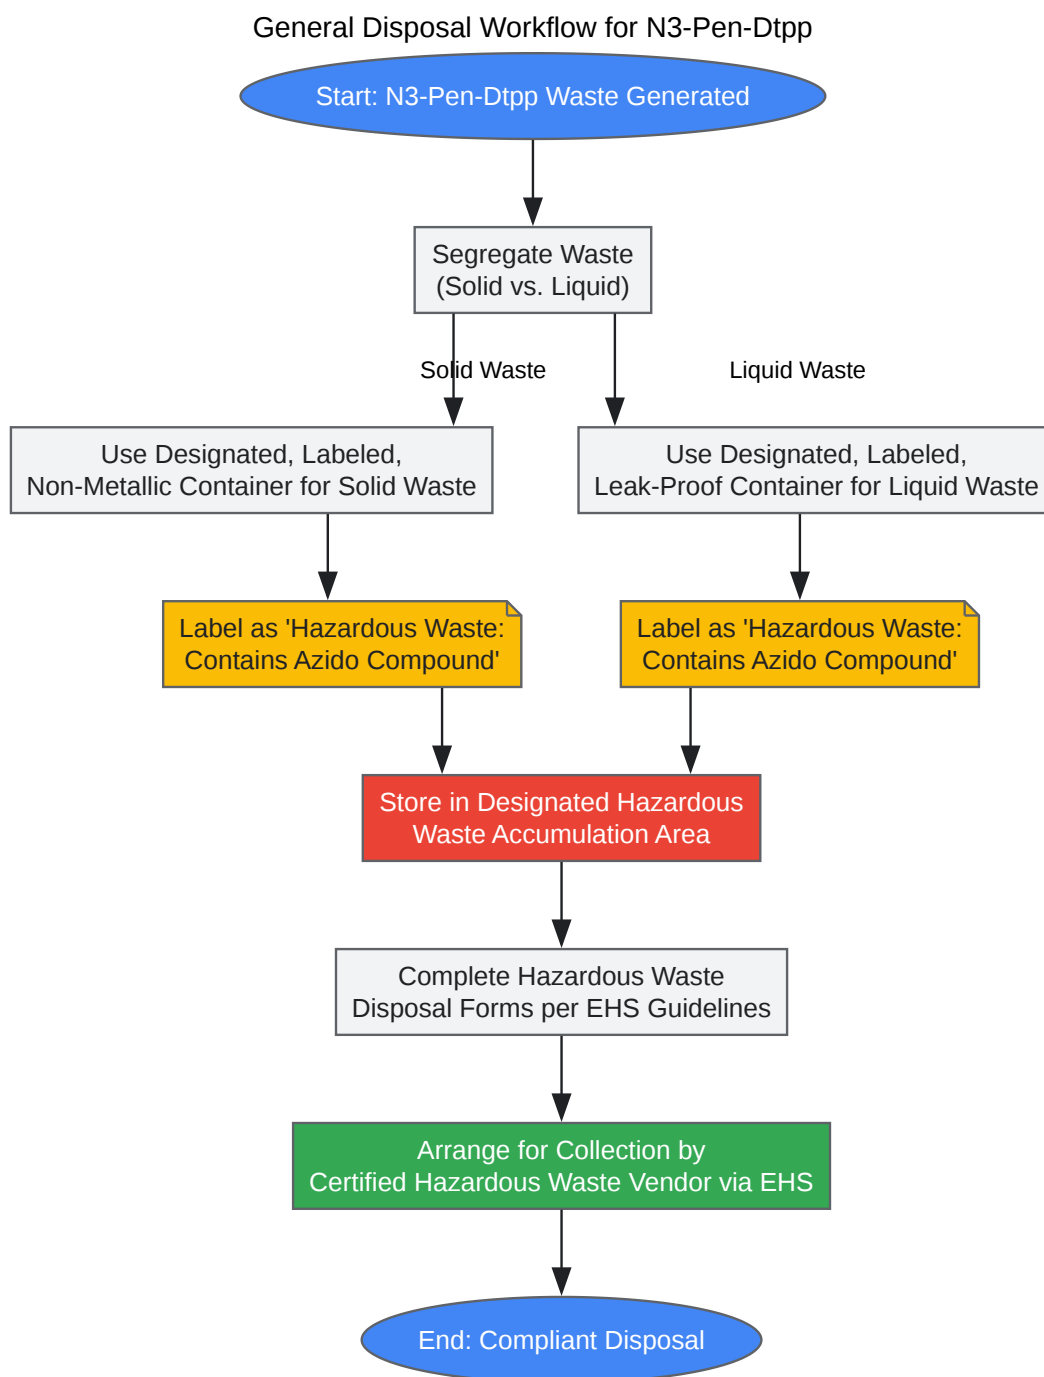 General Disposal Workflow for N3-Pen-Dtpp
Start: N3-Pen-Dtpp Waste Generated
Segregate Waste
(Solid vs. Liquid)
Solid Waste
Liquid Waste
Use Designated, Labeled,
Non-Metallic Container for Solid Waste
Use Designated, Labeled,
Leak-Proof Container for Liquid Waste
Label as 'Hazardous Waste:
Contains Azido Compound'
Label as 'Hazardous Waste:
Contains Azido Compound'
Store in Designated Hazardous
Waste Accumulation Area
Complete Hazardous Waste
Disposal Forms per EHS Guidelines
Arrange for Collection by
Certified Hazardous Waste Vendor via EHS
End: Compliant Disposal